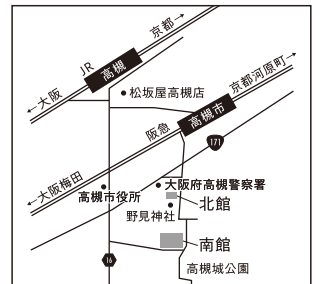 京都→
JR
高槻
←大阪
松坂屋高槻店
京都河原町→
高槻市
阪急
171
←大阪梅田
高槻市役所
大阪府高槻警察署
北館
野見神社
南館
16
高槻城公園